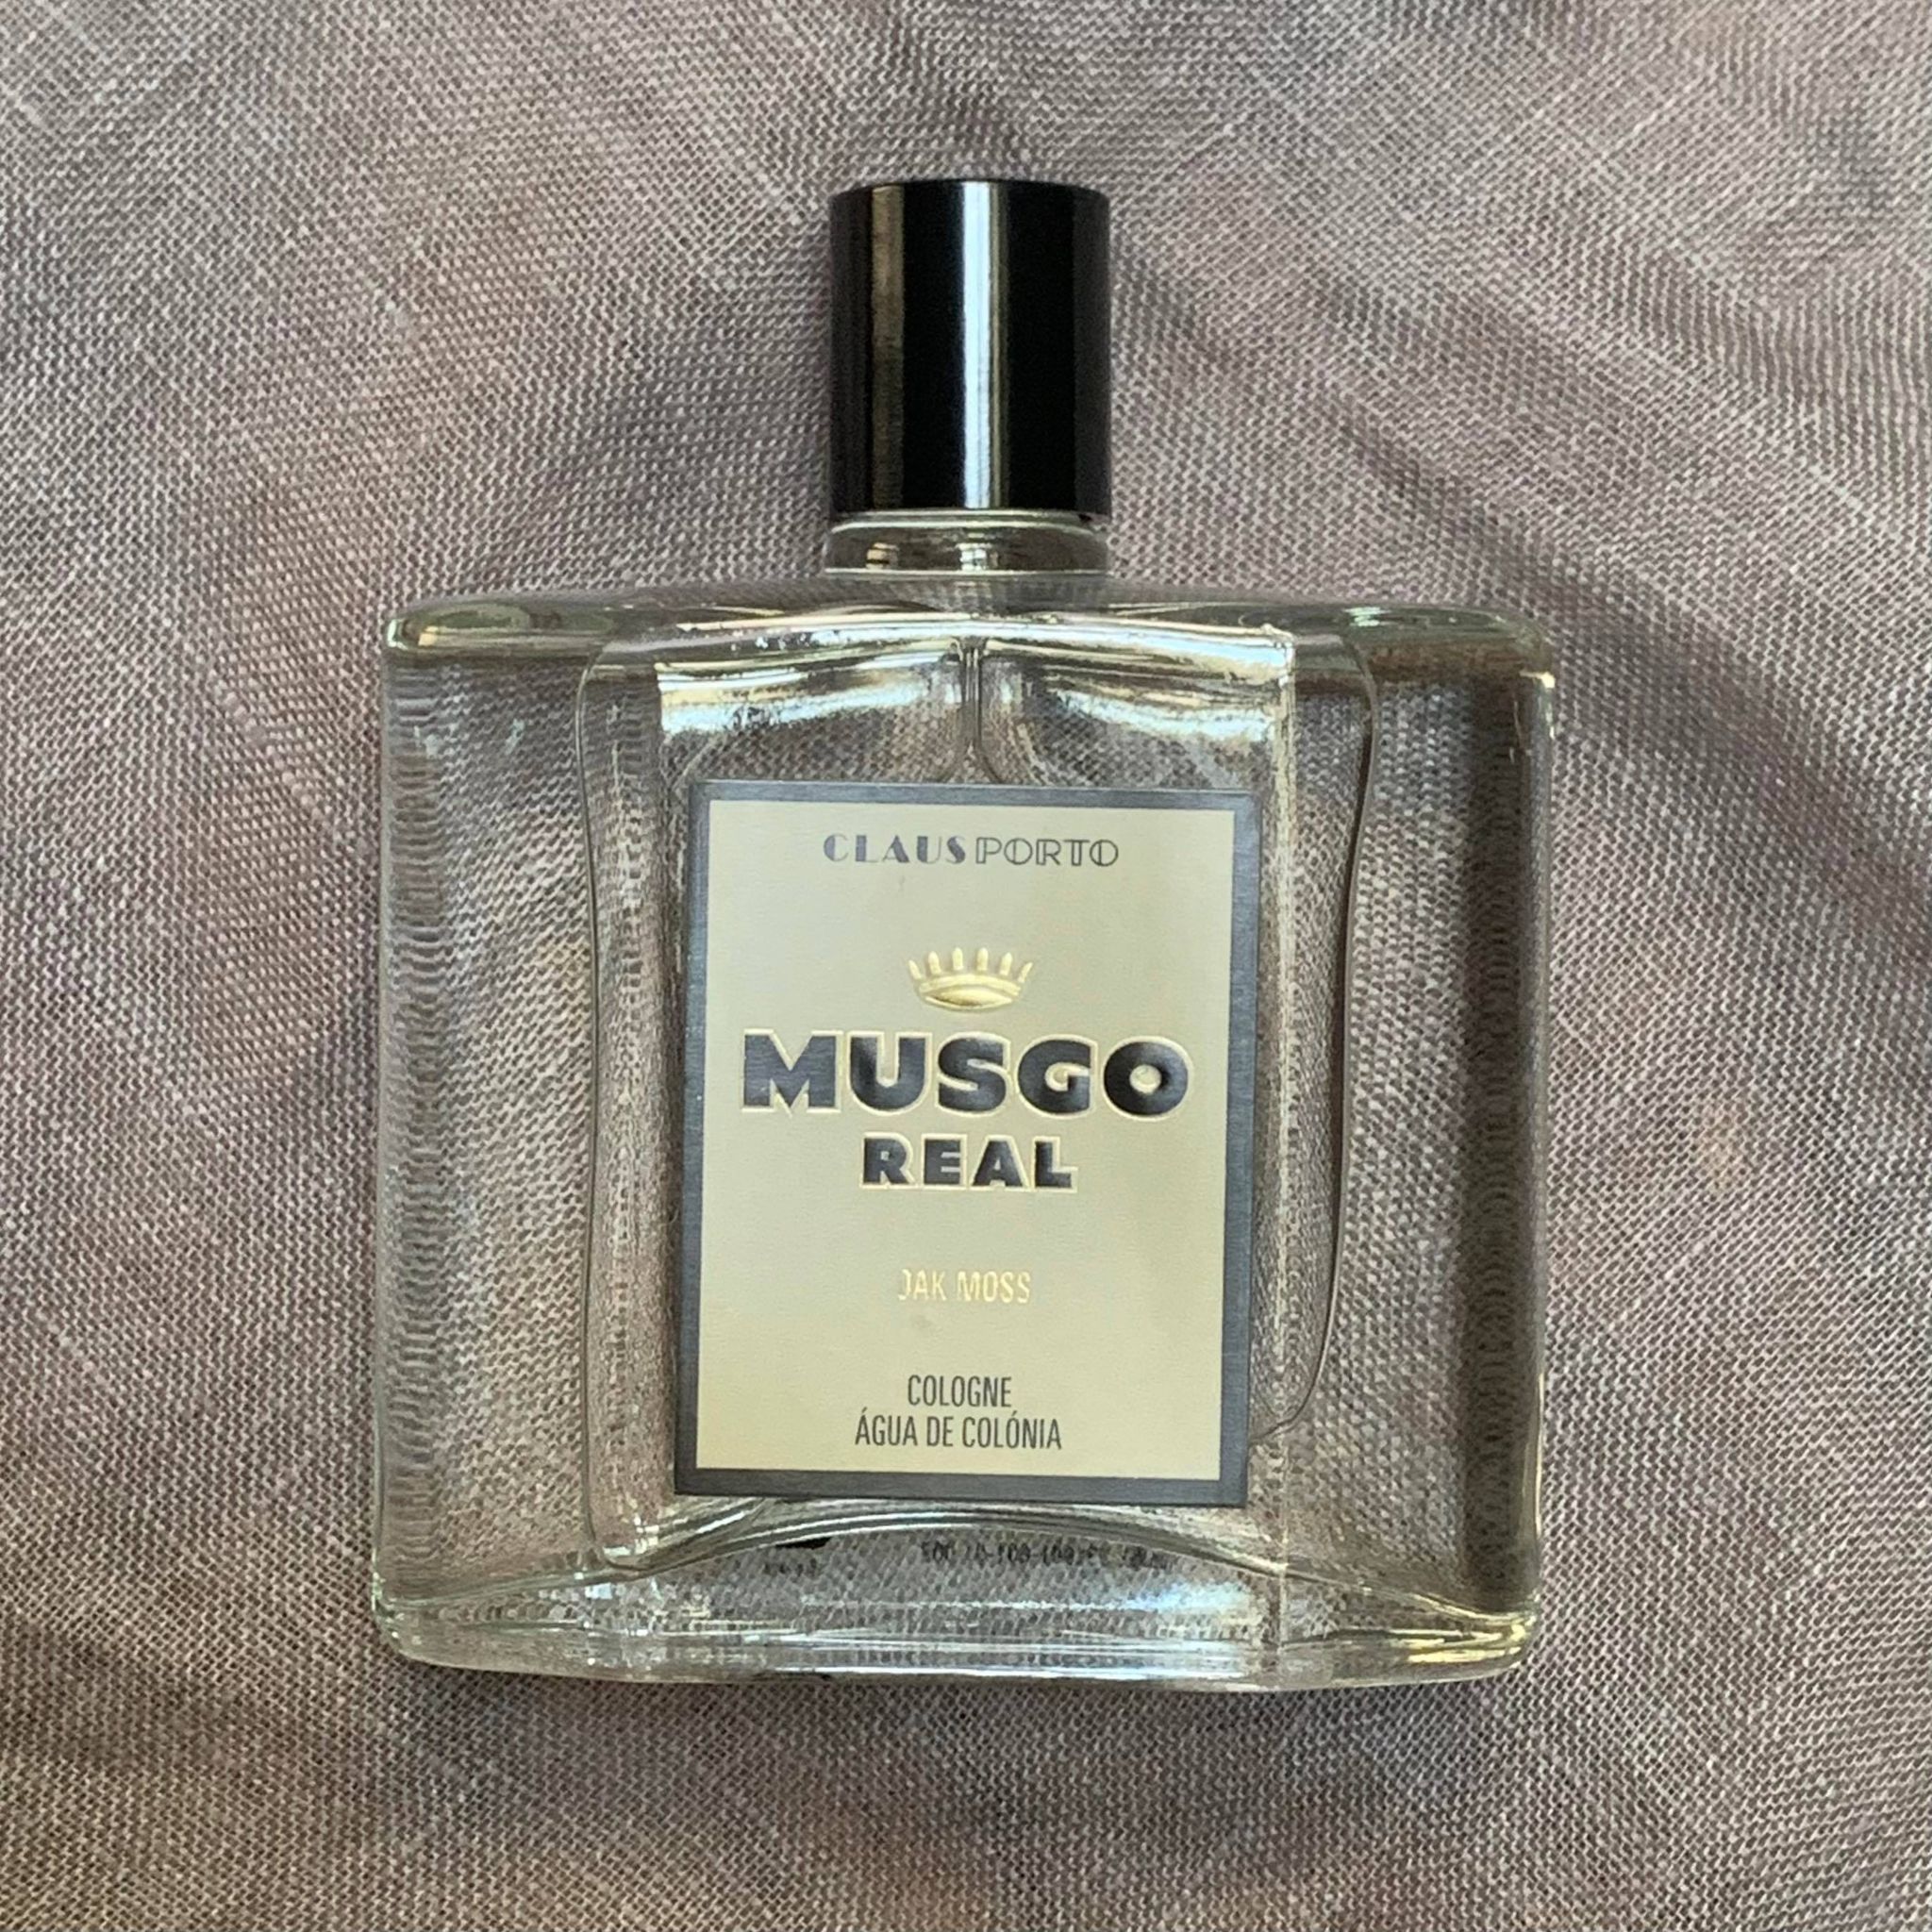 CLAUS PORTO
MUSGO
REAL
OAK MOSS
COLOGNE
ÁGUA DE COLÓNIA